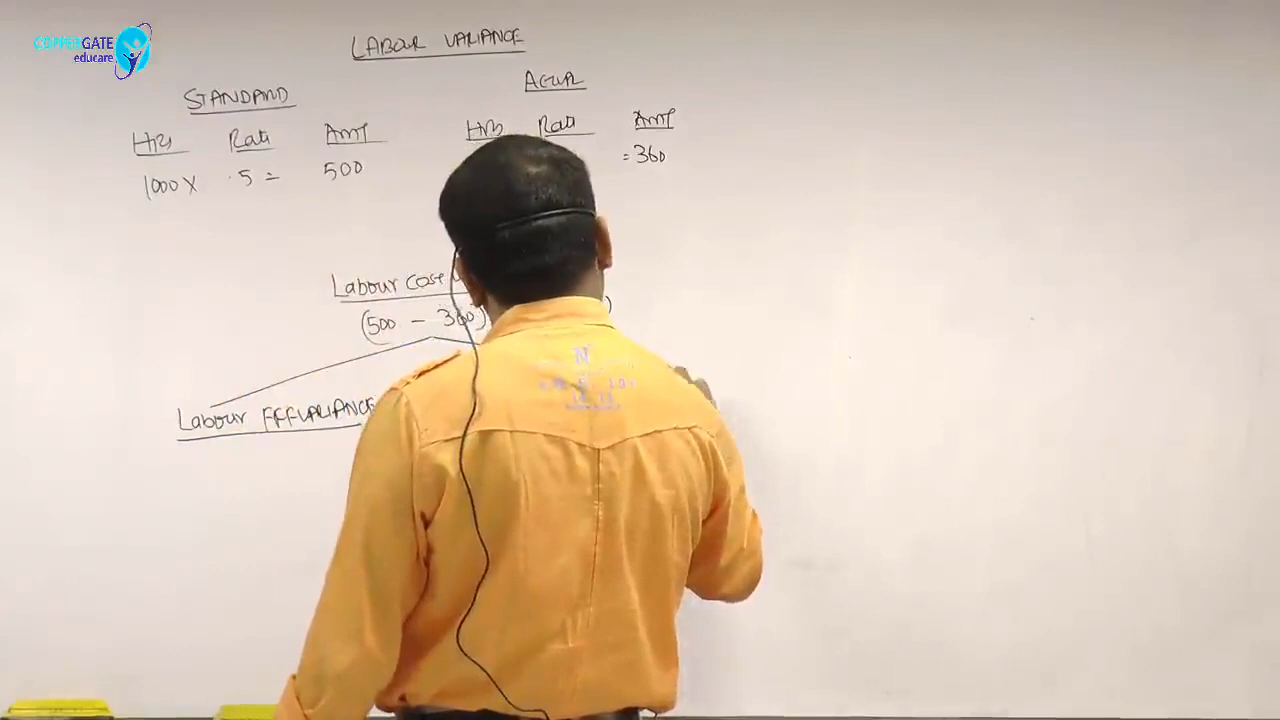 COPPERGATE
educare
LABOUR VARIANCE
STANDARD
ACTUAL
Hrs Rate Amt
Hrs Rate Amt
1000 X .5 = 500
= 360
Labour Cost
(500 - 360)
Labour EFF VARIANCE